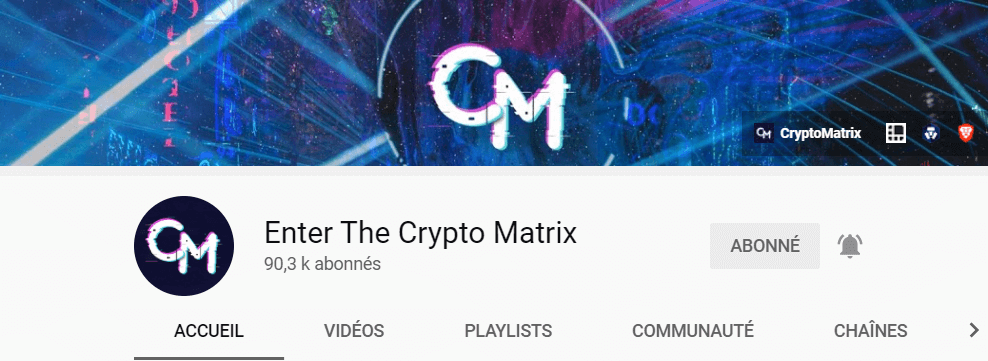 CM
CM CryptoMatrix
CM
Enter The Crypto Matrix
90,3 k abonnés
ABONNÉ
ACCUEIL VIDÉOS PLAYLISTS COMMUNAUTÉ CHAÎNES